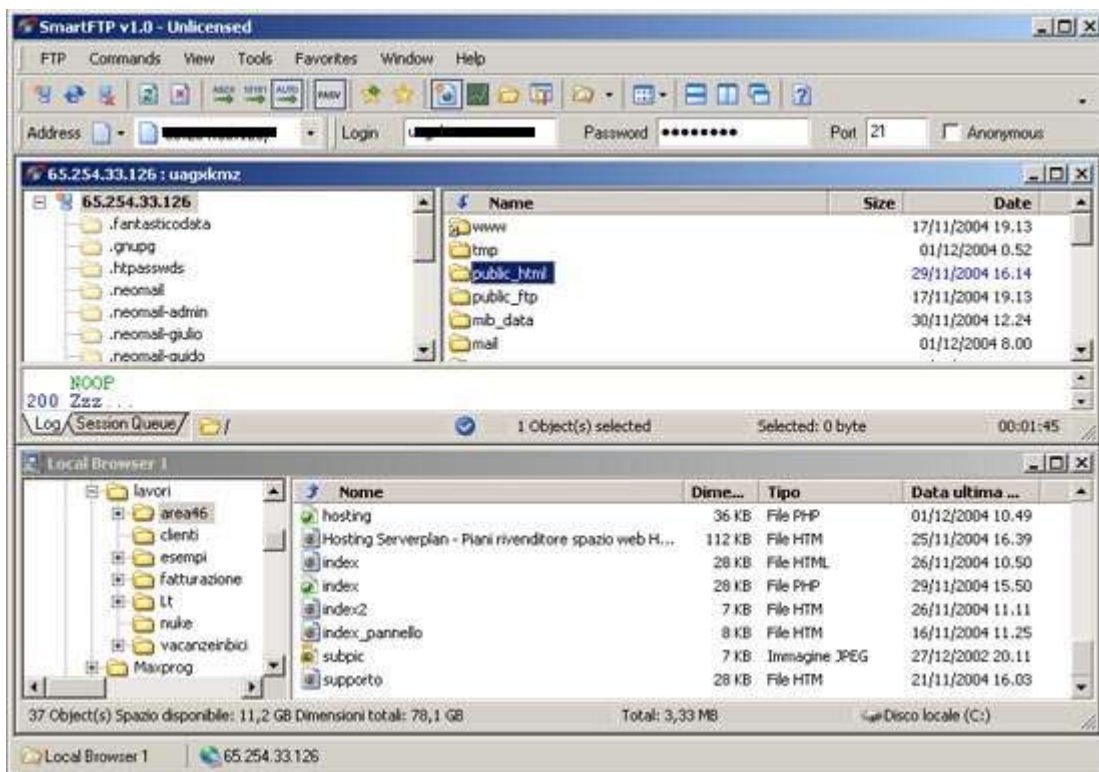 SmartFTP v1.0 - Unlicensed
FTP Commands View Tools Favorites Window Help
PASV
Address Login Password ●●●●●●●● Port 21 Anonymous
65.254.33.126 : uagxkmz
65.254.33.126
.fantasticodata
.gnupg
.htpasswds
.neomail
.neomail-admin
.neomail-giulio
.neomail-guido
Name Size Date
www 17/11/2004 19.13
tmp 01/12/2004 0.52
public_html 29/11/2004 16.14
public_ftp 17/11/2004 19.13
mib_data 30/11/2004 12.24
mail 01/12/2004 8.00
NOOP
200 Zzz...
Log Session Queue / 1 Object(s) selected Selected: 0 byte 00:01:45
Local Browser 1
lavori
area46
clienti
esempi
fatturazione
Lt
nuke
vacanzeinbici
Maxprog
Nome Dime... Tipo Data ultima ...
hosting 36 KB File PHP 01/12/2004 10.49
Hosting Serverplan - Piani rivenditore spazio web H... 112 KB File HTM 25/11/2004 16.39
index 28 KB File HTML 26/11/2004 10.50
index 28 KB File PHP 29/11/2004 15.50
index2 7 KB File HTM 26/11/2004 11.11
index_pannello 8 KB File HTM 16/11/2004 11.25
subpic 7 KB Immagine JPEG 27/12/2002 20.11
supporto 28 KB File HTM 21/11/2004 16.03
37 Object(s) Spazio disponibile: 11,2 GB Dimensioni totali: 78,1 GB Total: 3,33 MB Disco locale (C:)
Local Browser 1 65.254.33.126